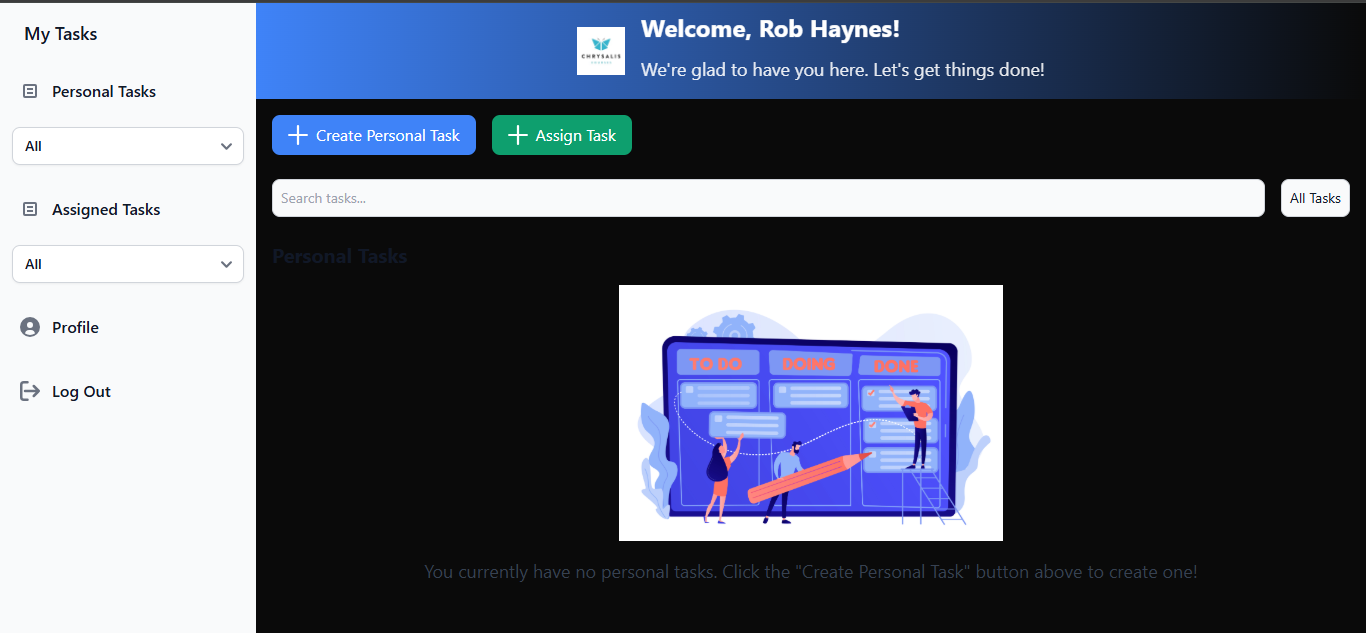 My Tasks
Personal Tasks
All
Assigned Tasks
All
Profile
Log Out
CHRYSALIS
Welcome, Rob Haynes!
We're glad to have you here. Let's get things done!
Create Personal Task
Assign Task
Search tasks...
All Tasks
Personal Tasks
TO DO
DOING
DONE
You currently have no personal tasks. Click the "Create Personal Task" button above to create one!